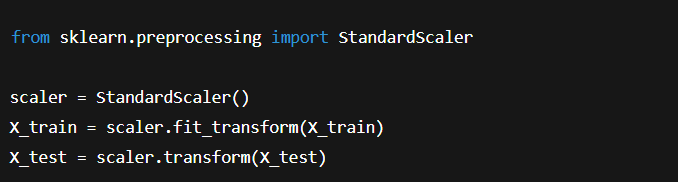 from sklearn.preprocessing import StandardScaler
scaler = StandardScaler()
X_train = scaler.fit_transform(X_train)
X_test = scaler.transform(X_test)